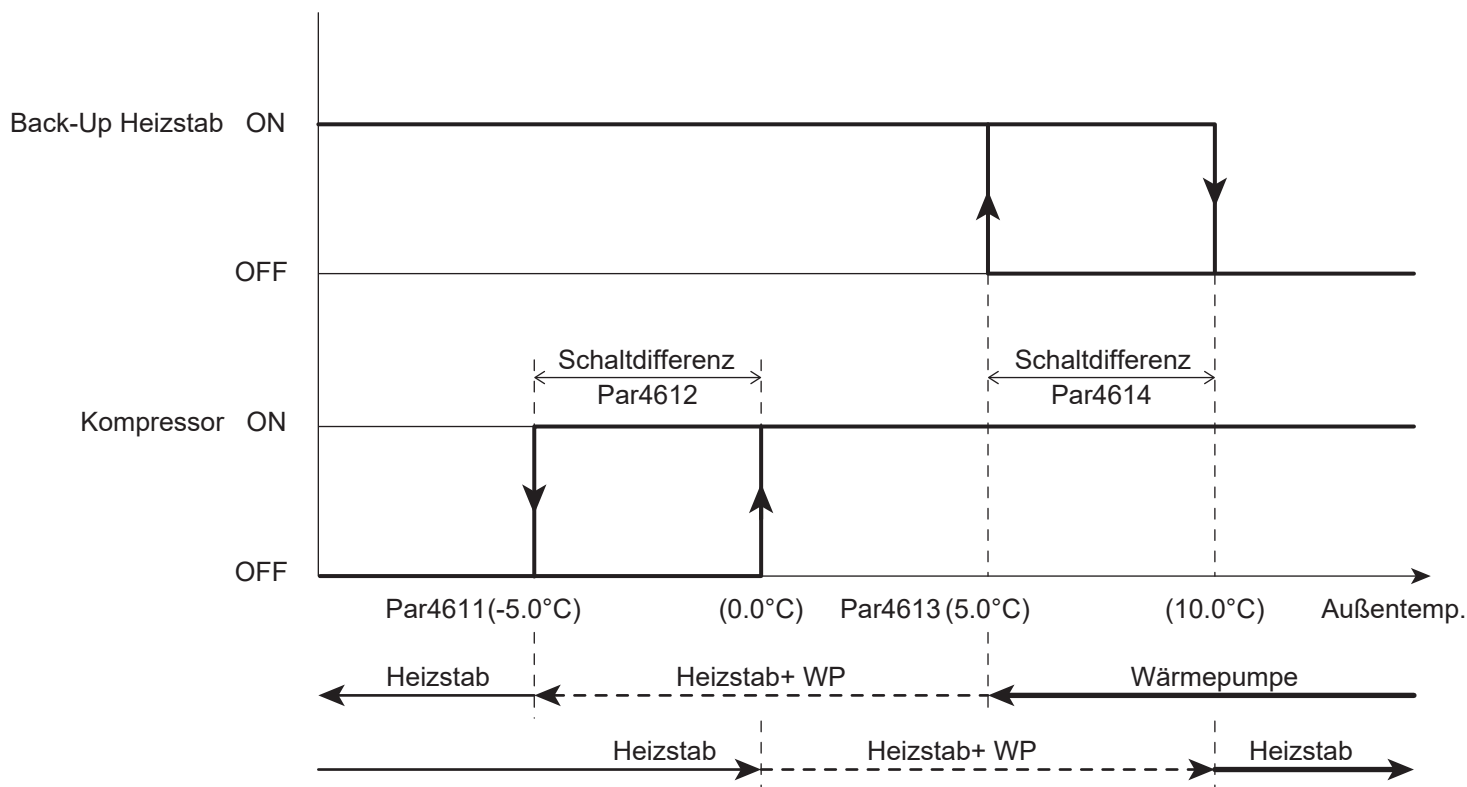 Back-Up Heizstab ON
OFF
Schaltdifferenz Schaltdifferenz
Par4612 Par4614
Kompressor ON
OFF
Par4611(-5.0°C) (0.0°C) Par4613 (5.0°C) (10.0°C) Außentemp.
Heizstab Heizstab+ WP Wärmepumpe
Heizstab Heizstab+ WP Heizstab